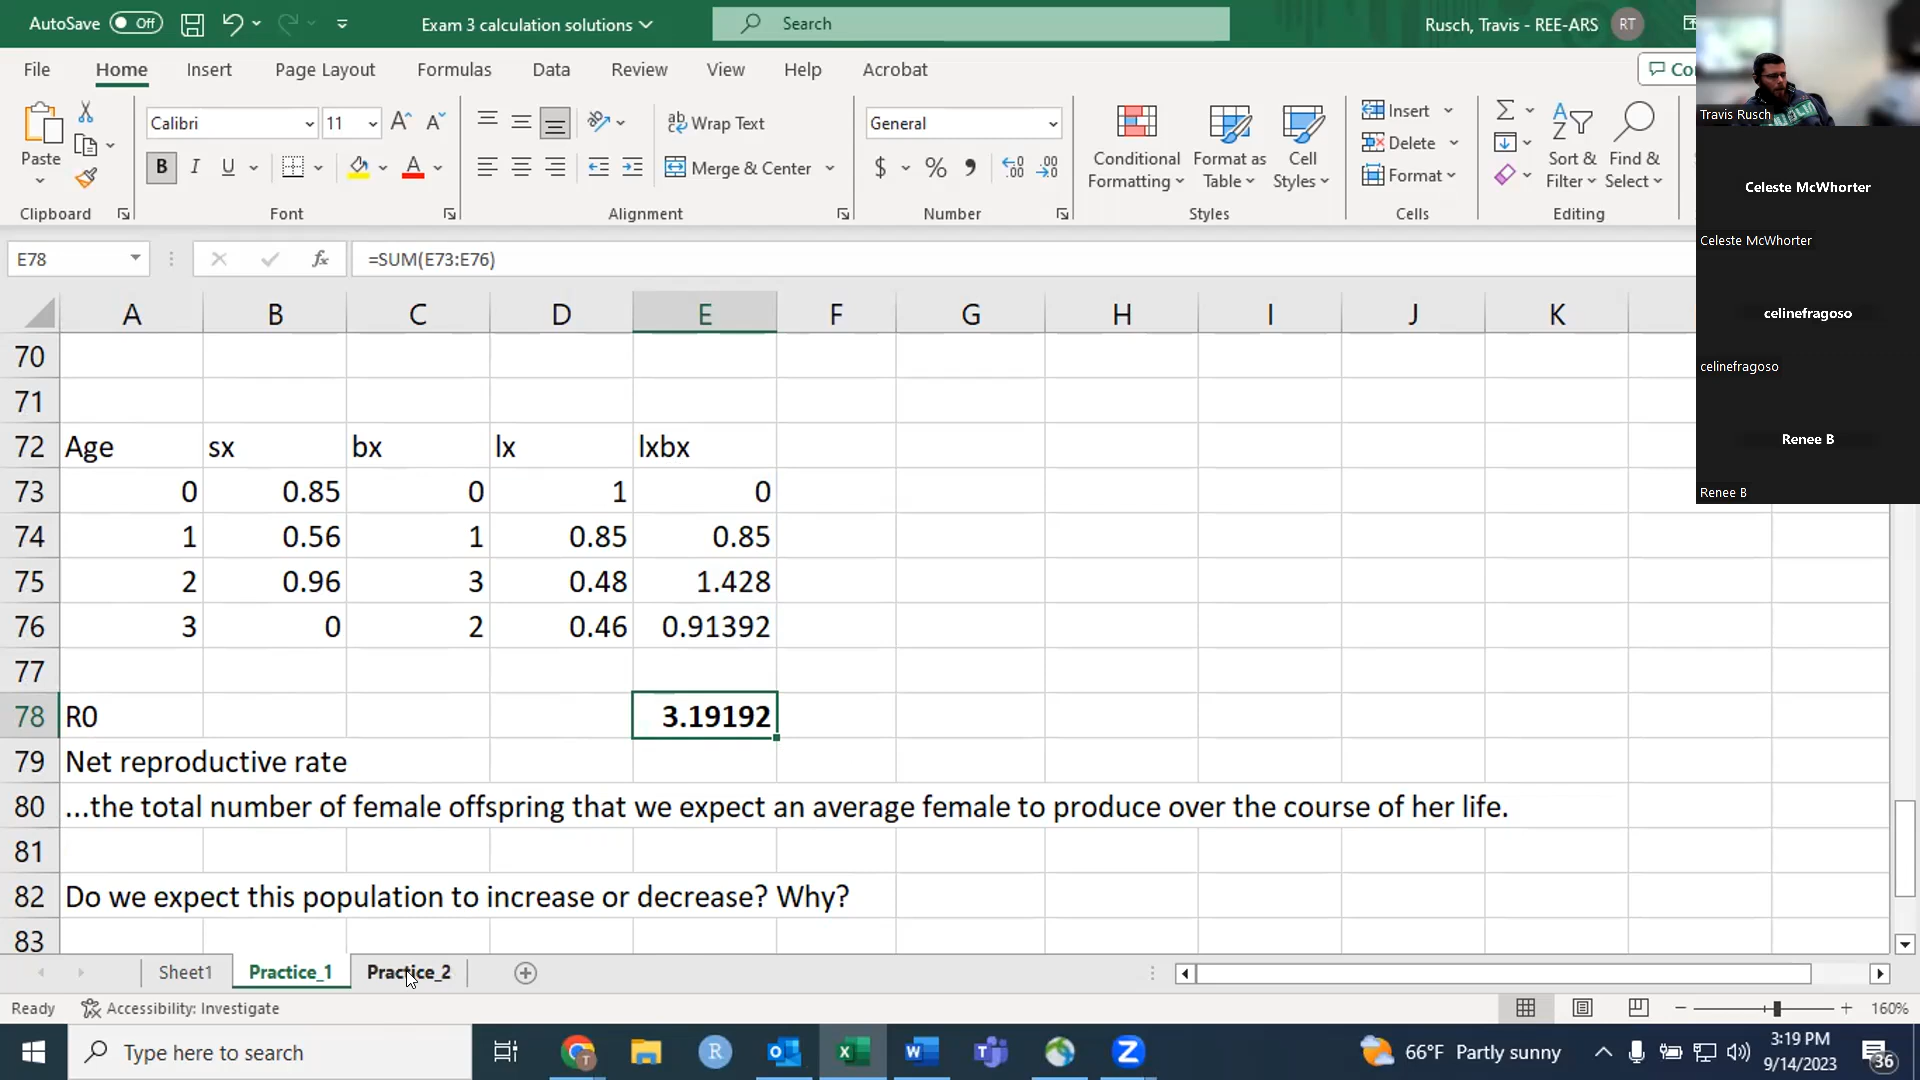 AutoSave Off
Exam 3 calculation solutions
Search
Rusch, Travis - REE-ARS RT
File Home Insert Page Layout Formulas Data Review View Help Acrobat Co
Paste
Clipboard
Calibri 11
B I U
Font
Wrap Text
Merge & Center
Alignment
General
$ % 9
Number
Conditional Formatting
Format as Table
Cell Styles
Styles
Insert
Delete
Format
Cells
Sort & Filter
Find & Select
Editing
Travis Rusch
Celeste McWhorter
Celeste McWhorter
celinefragoso
celinefragoso
Renee B
Renee B
E78 fx =SUM(E73:E76)
A B C D E F G H I J K
70
71
72 Age sx bx lx lxbx
73 0 0.85 0 1 0
74 1 0.56 1 0.85 0.85
75 2 0.96 3 0.48 1.428
76 3 0 2 0.46 0.91392
77
78 R0 3.19192
79 Net reproductive rate
80 ...the total number of female offspring that we expect an average female to produce over the course of her life.
81
82 Do we expect this population to increase or decrease? Why?
83
Sheet1 Practice_1 Practice_2
Ready Accessibility: Investigate 160%
Type here to search
66°F Partly sunny
3:19 PM
9/14/2023
36